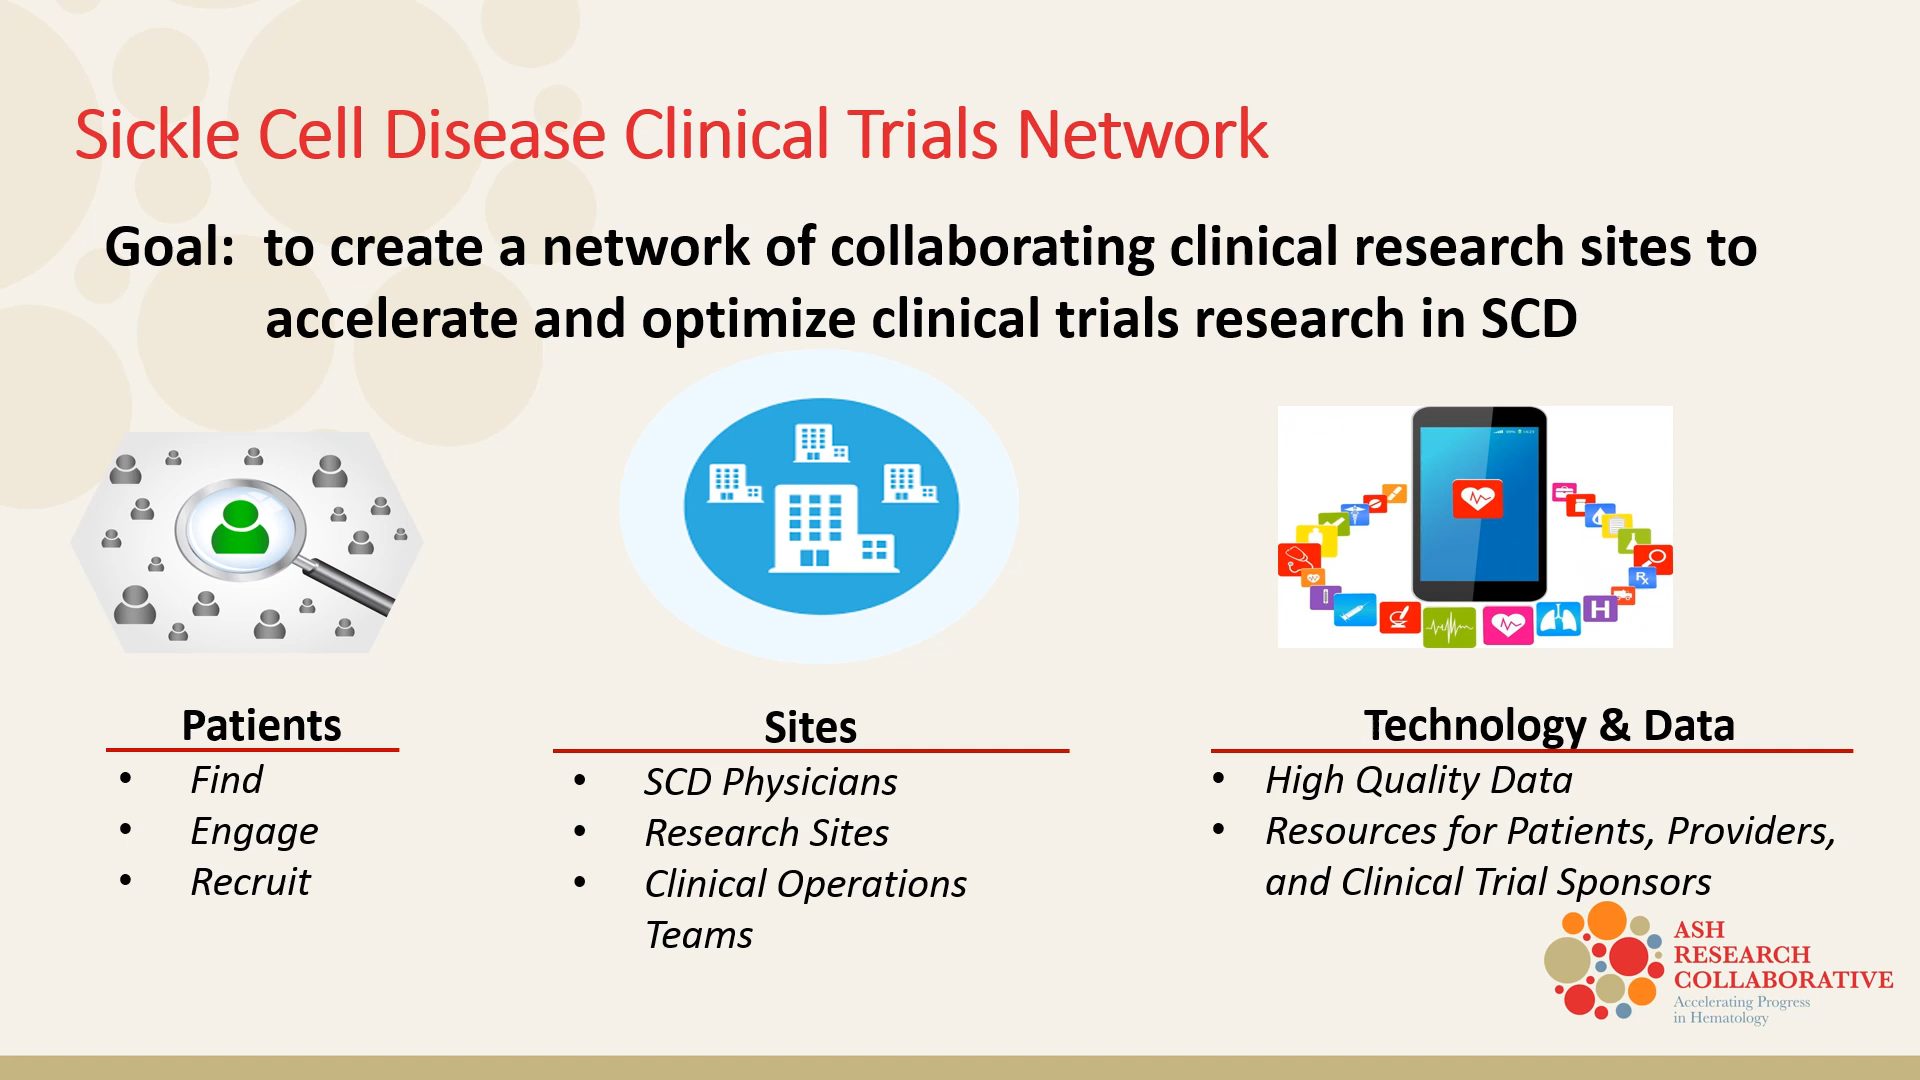 Sickle Cell Disease Clinical Trials Network
Goal: to create a network of collaborating clinical research sites to
accelerate and optimize clinical trials research in SCD
Patients
• Find
• Engage
• Recruit
Sites
• SCD Physicians
• Research Sites
• Clinical Operations
Teams
H
Rx
Technology & Data
• High Quality Data
• Resources for Patients, Providers,
and Clinical Trial Sponsors
ASH
RESEARCH
COLLABORATIVE
Accelerating Progress
in Hematology